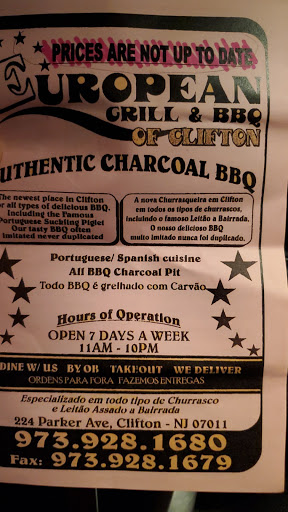 PRICES ARE NOT UP TO DATE
EUROPEAN
GRILL & BBQ
OF CLIFTON
UTHENTIC CHARCOAL BBQ
The newest place in Clifton
or all types of delicious BBQ.
Including the Famous
Portuguese Suckling Piglet
Our tasty BBQ often
imitated never duplicated
A nova Churrasqueira em Clifton
em todos os tipos de churrascos,
incluindo o famoso Leitão a Bairrada.
O nosso delicioso BBQ
muito imitado nunca foi duplicado.
Portuguese/ Spanish cuisine
All BBQ Charcoal Pit
Todo BBQ é grelhado com Carvão
Hours of Operation
OPEN 7 DAYS A WEEK
11AM - 10PM
DINE W/ US BYOB TAKEOUT WE DELIVER
ORDENS PARA FORA FAZEMOS ENTREGAS
Especializado em todo tipo de Churrasco
e Leitão Assado a Bairrada
224 Parker Ave, Clifton - NJ 07011
973.928.1680
Fax: 973.928.1679